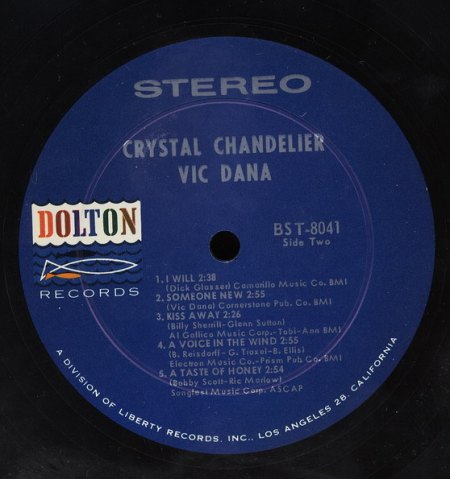 STEREO
CRYSTAL CHANDELIER
VIC DANA
DOLTON
RECORDS
BST-8041
Side Two
1. I WILL 2:38
(Dick Glasser) Camarillo Music Co. BMI
2. SOMEONE NEW 2:55
(Vic Dana) Cornerstone Pub. Co. BMI
3. KISS AWAY 2:26
(Billy Sherrill-Glenn Sutton)
Al Gallico Music Corp.-Tobi-Ann BMI
4. A VOICE IN THE WIND 2:55
(B. Reisdorff - G. Troxel-B. Ellis)
Electron Music Co.-Prism Pub. Co. BMI
5. A TASTE OF HONEY 2:54
(Bobby Scott-Ric Marlow)
Songfest Music Corp. ASCAP
A DIVISION OF LIBERTY RECORDS, INC., LOS ANGELES 28, CALIFORNIA